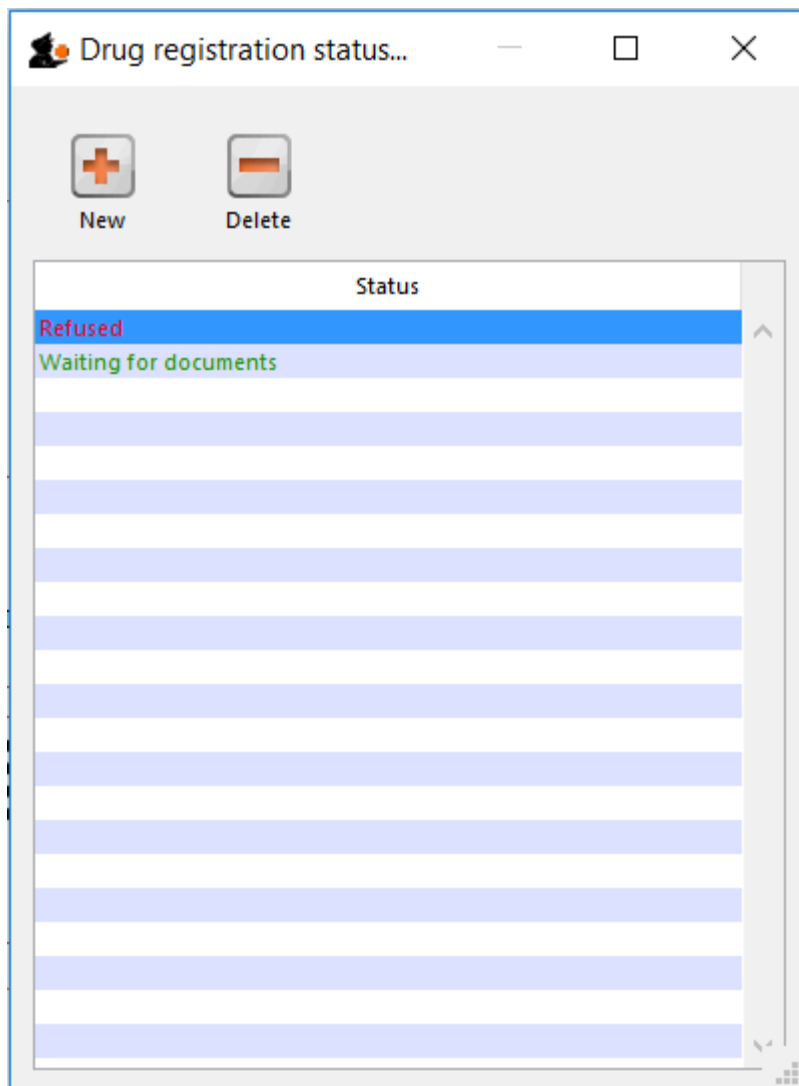 Drug registration status...
New
Delete
Status
Refused
Waiting for documents